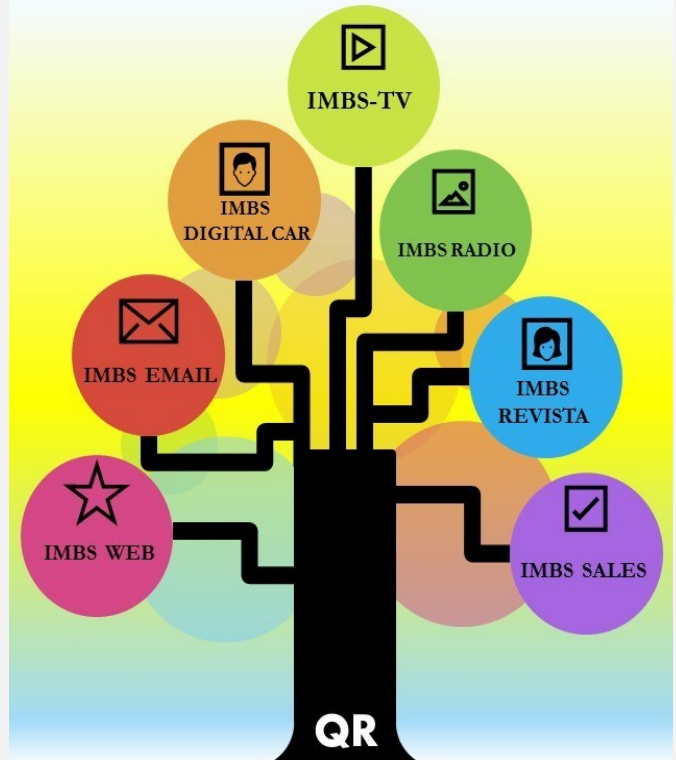 IMBS-TV
IMBS
DIGITAL CAR
IMBS RADIO
IMBS EMAIL
IMBS
REVISTA
IMBS WEB
IMBS SALES
QR